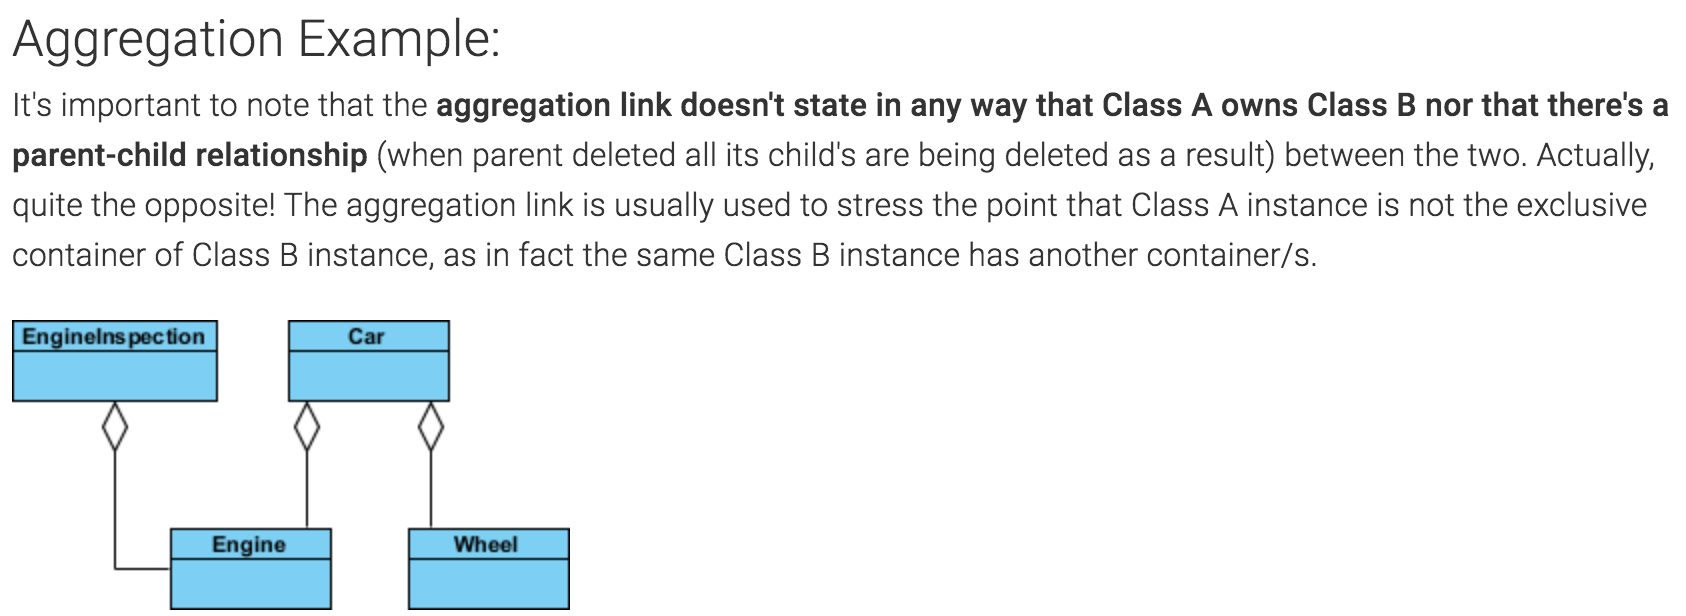 Aggregation Example:
It's important to note that the aggregation link doesn't state in any way that Class A owns Class B nor that there's a
parent-child relationship (when parent deleted all its child's are being deleted as a result) between the two. Actually,
quite the opposite! The aggregation link is usually used to stress the point that Class A instance is not the exclusive
container of Class B instance, as in fact the same Class B instance has another container/s.
EngineInspection
Car
Engine
Wheel